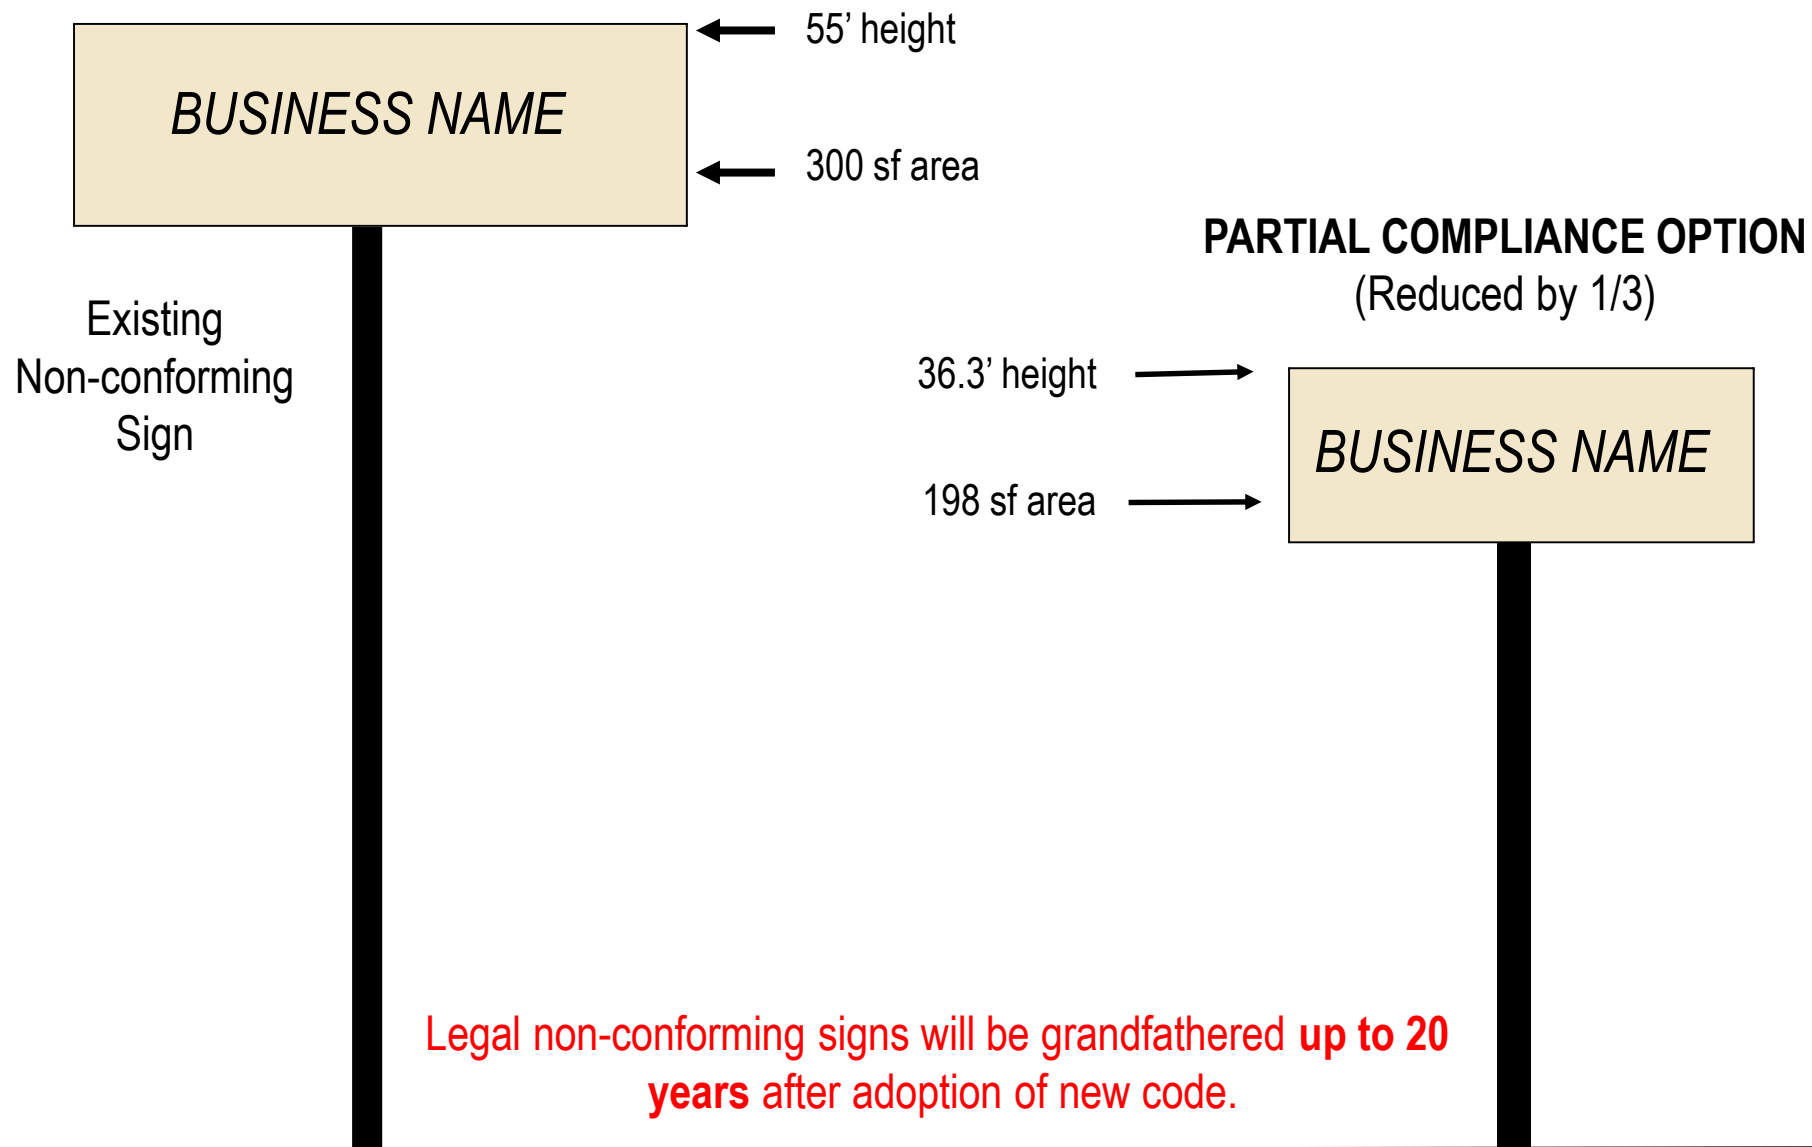 55’ height
BUSINESS NAME
300 sf area
Existing
Non-conforming
Sign
PARTIAL COMPLIANCE OPTION
(Reduced by 1/3)
36.3’ height
BUSINESS NAME
198 sf area
Legal non-conforming signs will be grandfathered up to 20
years after adoption of new code.